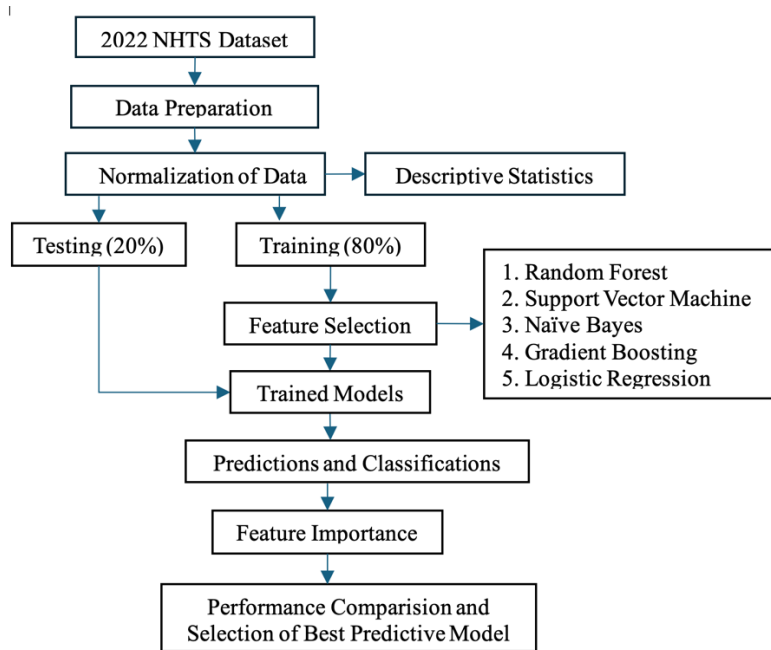 2022 NHTS Dataset
Data Preparation
Normalization of Data
Descriptive Statistics
Testing (20%)
Training (80%)
Feature Selection
1. Random Forest
2. Support Vector Machine
3. Naïve Bayes
4. Gradient Boosting
5. Logistic Regression
Trained Models
Predictions and Classifications
Feature Importance
Performance Comparision and
Selection of Best Predictive Model